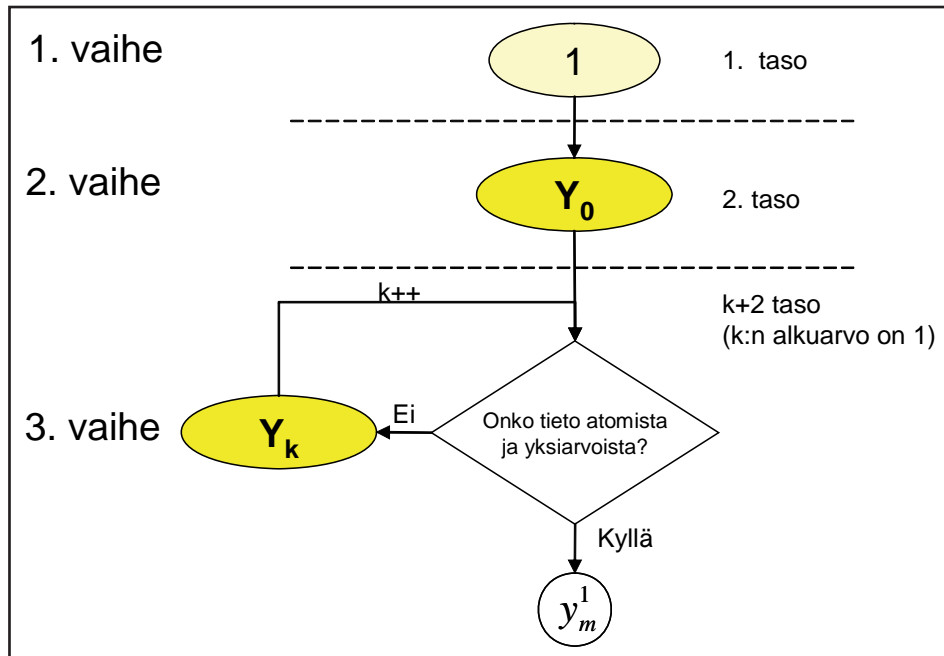 1. vaihe
1
1. taso
2. vaihe
Y₀
2. taso
k++
k+2 taso
(k:n alkuarvo on 1)
3. vaihe
Yₖ
Ei
Onko tieto atomista
ja yksiarvoista?
Kyllä
yₘ¹